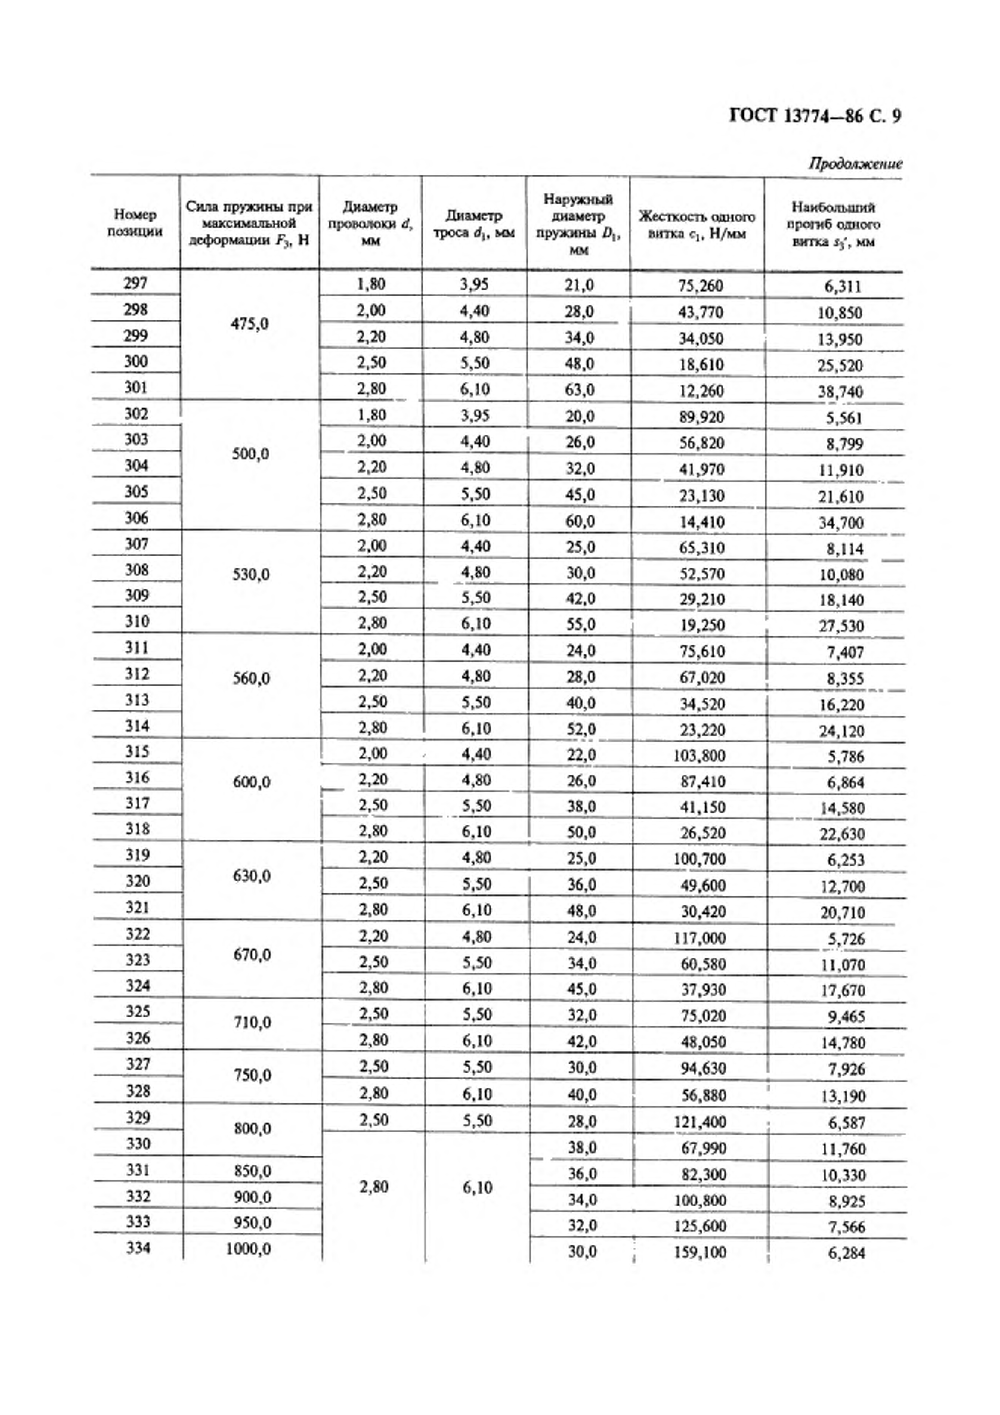 ГОСТ 13774—86 С. 9
Продолжение
Номер позиции | Сила пружины при максимальной деформации F3, Н | Диаметр проволоки d, мм | Диаметр троса d1, мм | Наружный диаметр пружины D1, мм | Жесткость одного витка c1, Н/мм | Наибольший прогиб одного витка s3', мм
297 | 475,0 | 1,80 | 3,95 | 21,0 | 75,260 | 6,311
298 | 2,00 | 4,40 | 28,0 | 43,770 | 10,850
299 | 2,20 | 4,80 | 34,0 | 34,050 | 13,950
300 | 2,50 | 5,50 | 48,0 | 18,610 | 25,520
301 | 2,80 | 6,10 | 63,0 | 12,260 | 38,740
302 | 500,0 | 1,80 | 3,95 | 20,0 | 89,920 | 5,561
303 | 2,00 | 4,40 | 26,0 | 56,820 | 8,799
304 | 2,20 | 4,80 | 32,0 | 41,970 | 11,910
305 | 2,50 | 5,50 | 45,0 | 23,130 | 21,610
306 | 2,80 | 6,10 | 60,0 | 14,410 | 34,700
307 | 530,0 | 2,00 | 4,40 | 25,0 | 65,310 | 8,114
308 | 2,20 | 4,80 | 30,0 | 52,570 | 10,080
309 | 2,50 | 5,50 | 42,0 | 29,210 | 18,140
310 | 2,80 | 6,10 | 55,0 | 19,250 | 27,530
311 | 560,0 | 2,00 | 4,40 | 24,0 | 75,610 | 7,407
312 | 2,20 | 4,80 | 28,0 | 67,020 | 8,355
313 | 2,50 | 5,50 | 40,0 | 34,520 | 16,220
314 | 2,80 | 6,10 | 52,0 | 23,220 | 24,120
315 | 600,0 | 2,00 | 4,40 | 22,0 | 103,800 | 5,786
316 | 2,20 | 4,80 | 26,0 | 87,410 | 6,864
317 | 2,50 | 5,50 | 38,0 | 41,150 | 14,580
318 | 2,80 | 6,10 | 50,0 | 26,520 | 22,630
319 | 630,0 | 2,20 | 4,80 | 25,0 | 100,700 | 6,253
320 | 2,50 | 5,50 | 36,0 | 49,600 | 12,700
321 | 2,80 | 6,10 | 48,0 | 30,420 | 20,710
322 | 670,0 | 2,20 | 4,80 | 24,0 | 117,000 | 5,726
323 | 2,50 | 5,50 | 34,0 | 60,580 | 11,070
324 | 2,80 | 6,10 | 45,0 | 37,930 | 17,670
325 | 710,0 | 2,50 | 5,50 | 32,0 | 75,020 | 9,465
326 | 2,80 | 6,10 | 42,0 | 48,050 | 14,780
327 | 750,0 | 2,50 | 5,50 | 30,0 | 94,630 | 7,926
328 | 2,80 | 6,10 | 40,0 | 56,880 | 13,190
329 | 800,0 | 2,50 | 5,50 | 28,0 | 121,400 | 6,587
330 | 2,80 | 6,10 | 38,0 | 67,990 | 11,760
331 | 850,0 | 36,0 | 82,300 | 10,330
332 | 900,0 | 34,0 | 100,800 | 8,925
333 | 950,0 | 32,0 | 125,600 | 7,566
334 | 1000,0 | 30,0 | 159,100 | 6,284